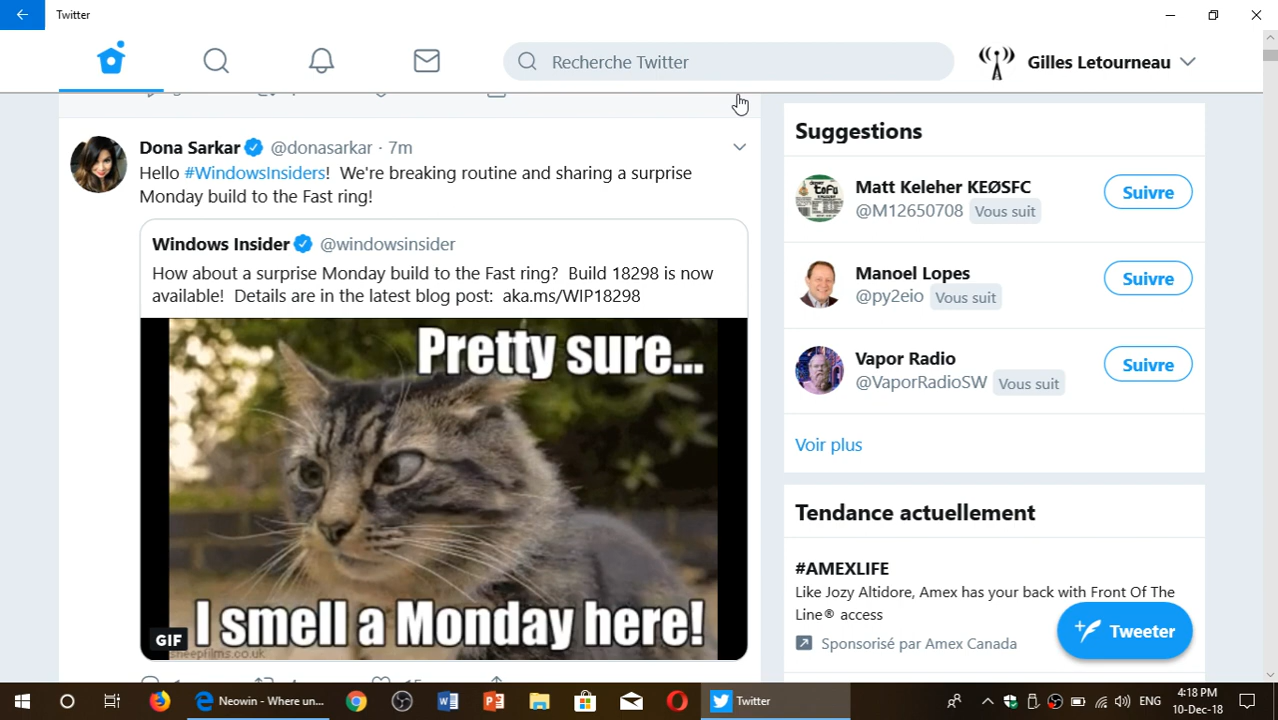 Twitter
Recherche Twitter
Gilles Letourneau
Dona Sarkar @donasarkar · 7m
Hello #WindowsInsiders! We're breaking routine and sharing a surprise
Monday build to the Fast ring!
Windows Insider @windowsinsider
How about a surprise Monday build to the Fast ring? Build 18298 is now
available! Details are in the latest blog post: aka.ms/WIP18298
Pretty sure...
I smell a Monday here!
GIF
sheepfilms.co.uk
Suggestions
Matt Keleher KEØSFC
@M12650708 Vous suit
Suivre
Manoel Lopes
@py2eio Vous suit
Suivre
Vapor Radio
@VaporRadioSW Vous suit
Suivre
Voir plus
Tendance actuellement
#AMEXLIFE
Like Jozy Altidore, Amex has your back with Front Of The
Line® access
Sponsorisé par Amex Canada
Tweeter
Neowin - Where un...
Twitter
ENG
4:18 PM
10-Dec-18